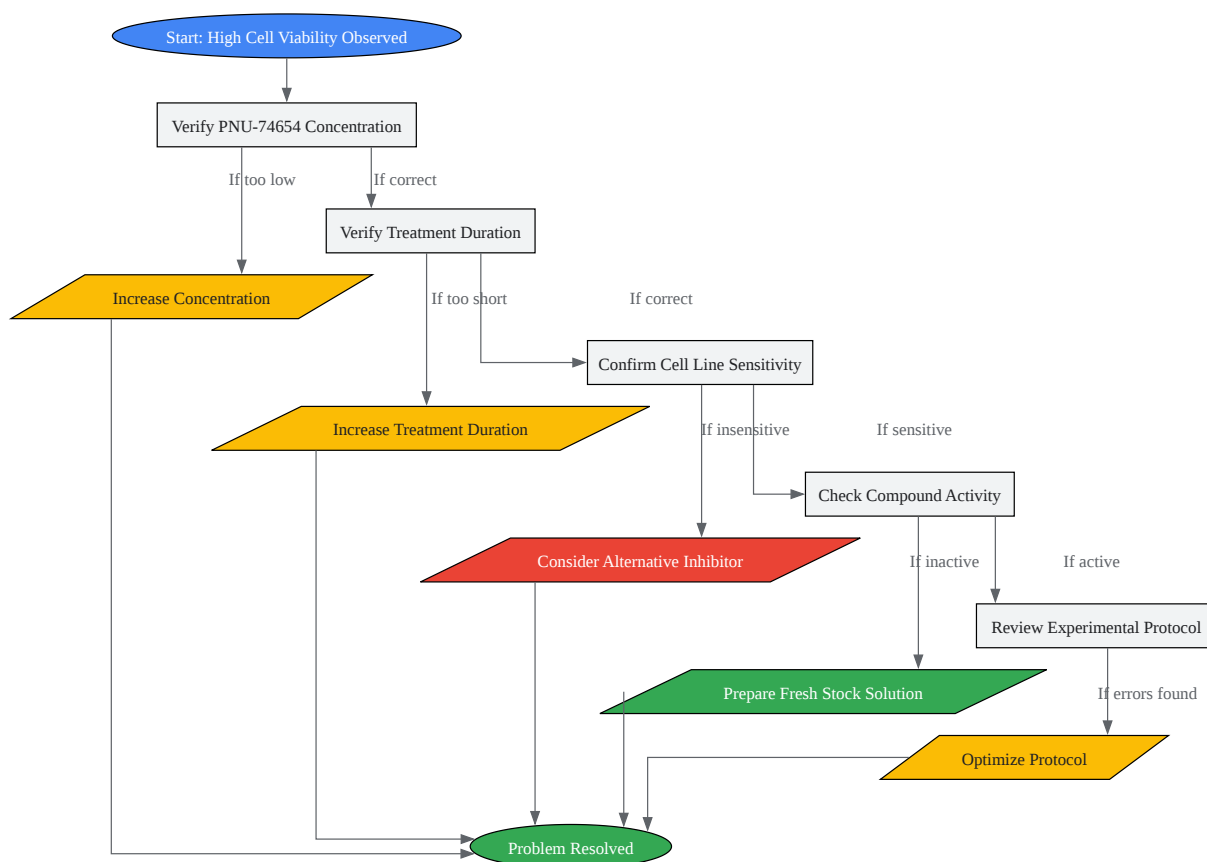 Start: High Cell Viability Observed
Verify PNU-74654 Concentration
If too low
If correct
Verify Treatment Duration
Increase Concentration
If too short
If correct
Confirm Cell Line Sensitivity
Increase Treatment Duration
If insensitive
If sensitive
Check Compound Activity
Consider Alternative Inhibitor
If inactive
If active
Review Experimental Protocol
Prepare Fresh Stock Solution
If errors found
Optimize Protocol
Problem Resolved